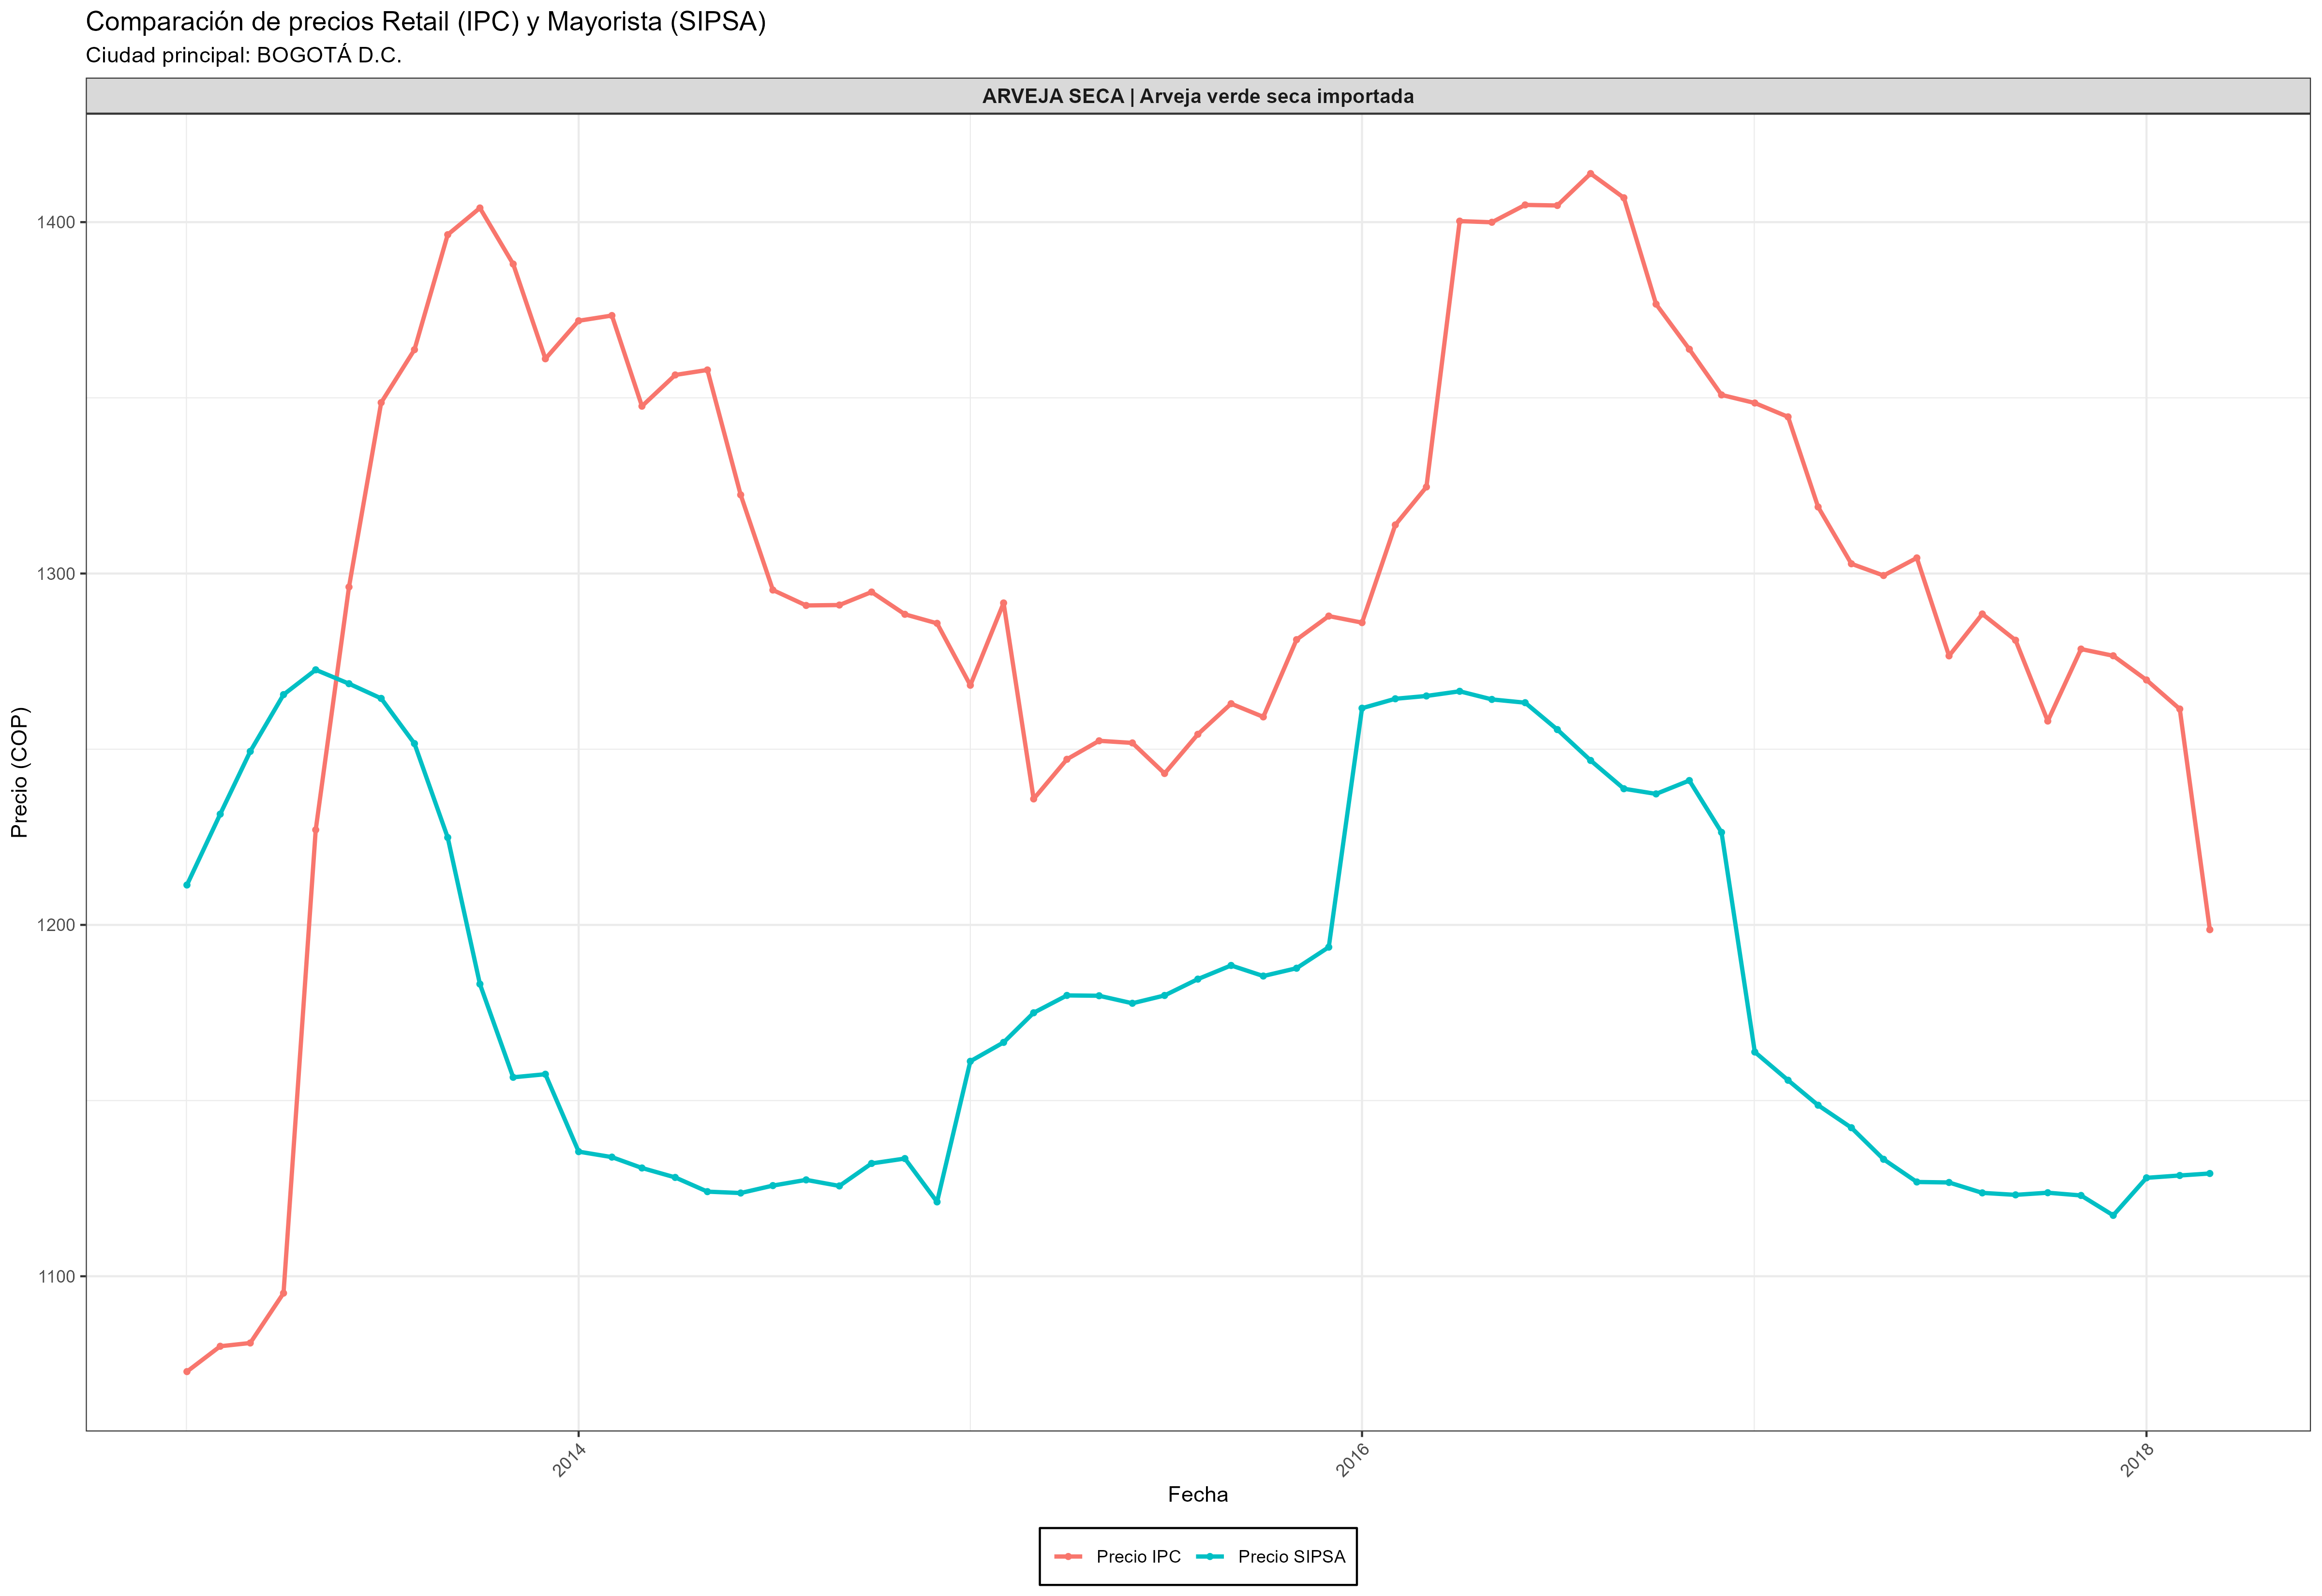 Comparación de precios Retail (IPC) y Mayorista (SIPSA)
Ciudad principal: BOGOTÁ D.C.
ARVEJA SECA | Arveja verde seca importada
Precio (COP)
1400
1300
1200
1100
2014
2016
2018
Fecha
Precio IPC
Precio SIPSA